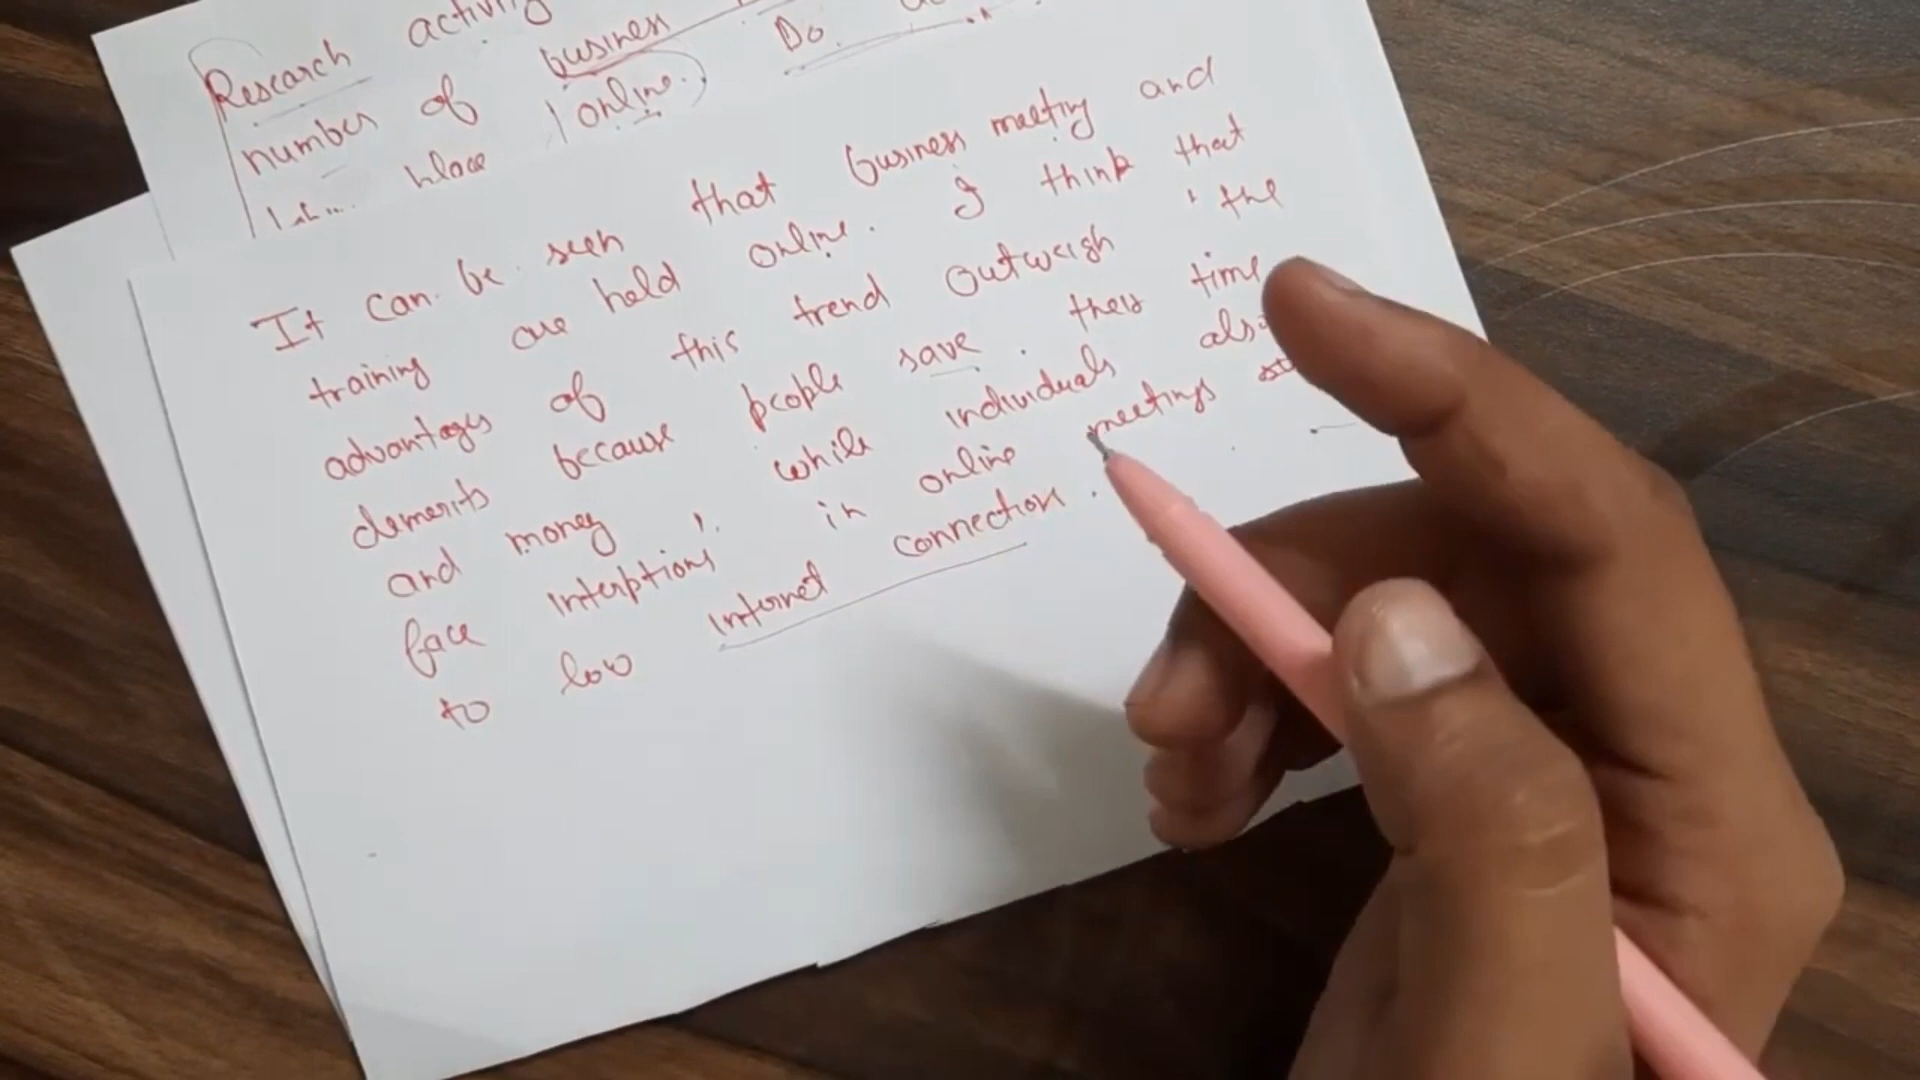 Research activity
number of business Do
place online.
It can be seen that business meeting and
training are held online. I think that
advantages of this trend outweigh the
demerits because people save their time
and money, while individuals also
face interptions in online meetings
to low internet connection.